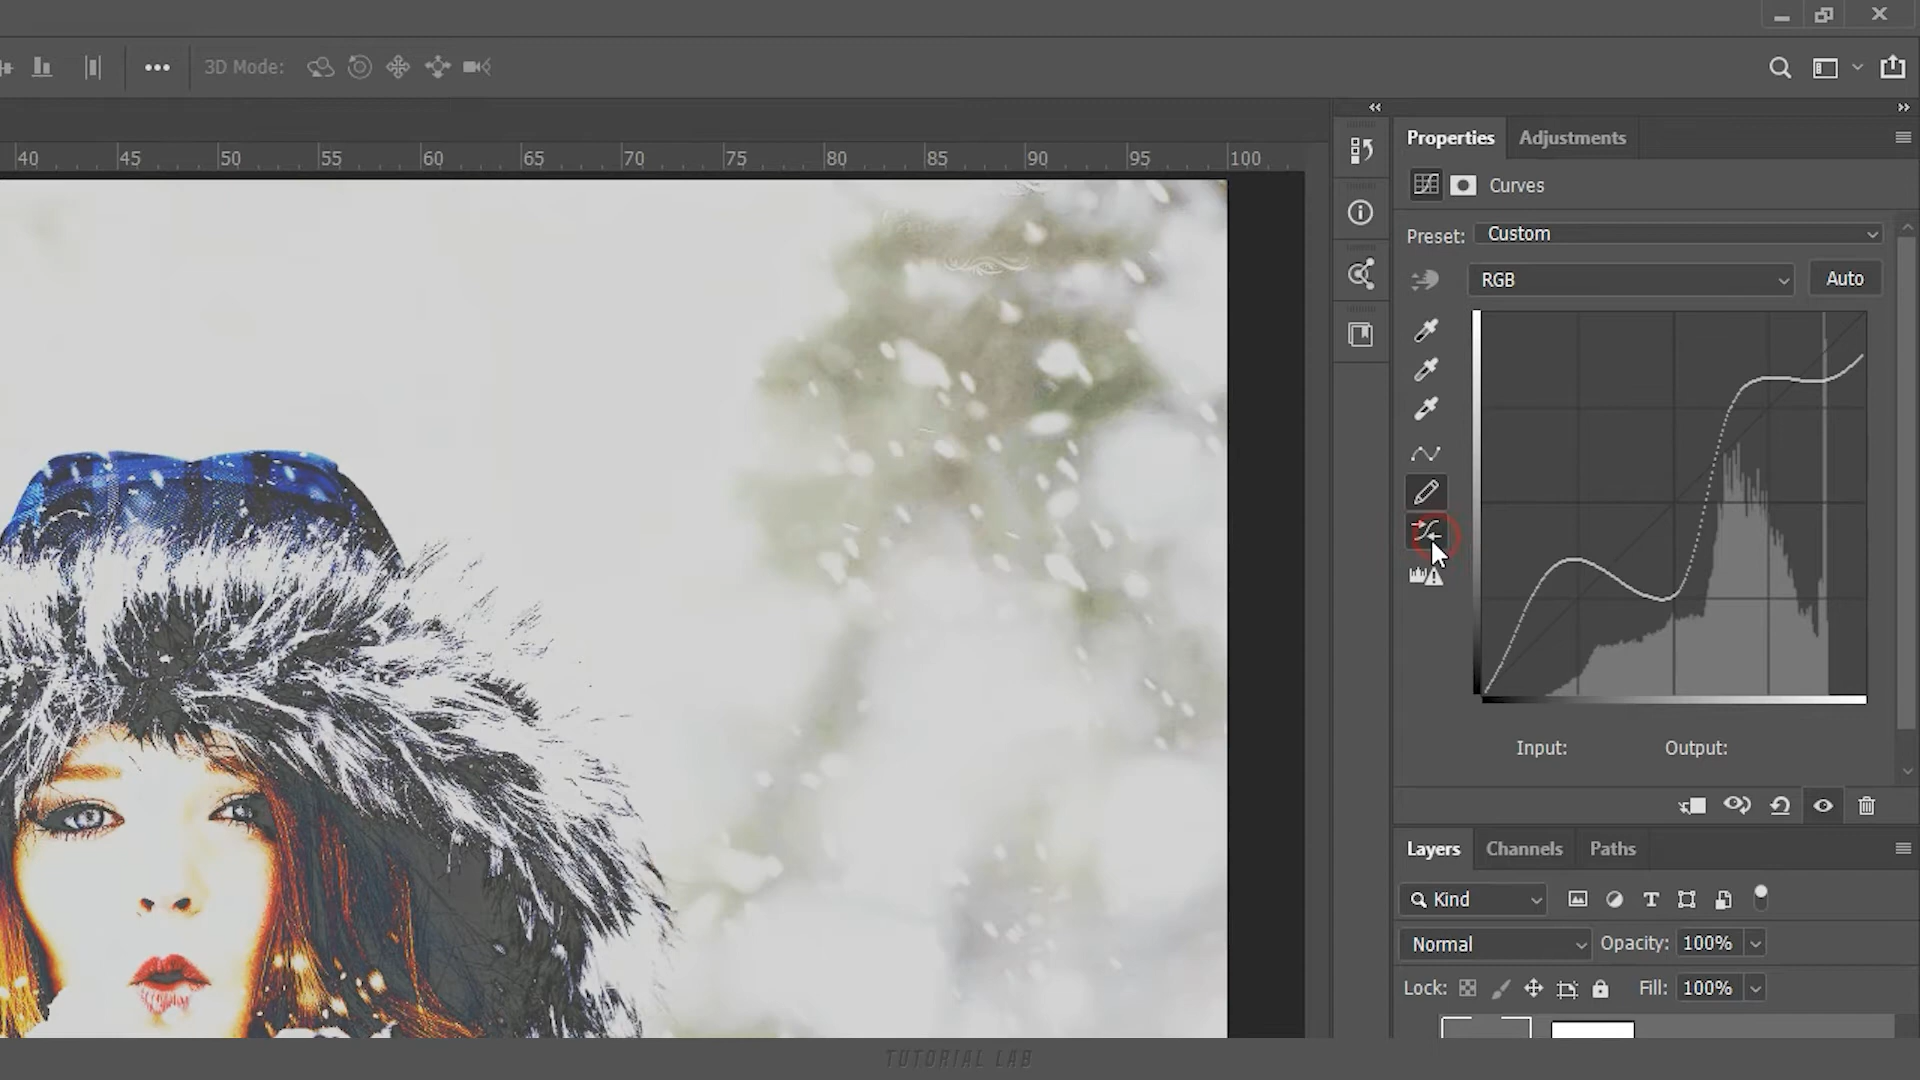 3D Mode:
40 45 50 55 60 65 70 75 80 85 90 95 100
Properties Adjustments
Curves
Preset: Custom
RGB Auto
Input: Output:
Layers Channels Paths
Kind
Normal Opacity: 100%
Lock: Fill: 100%
TUTORIAL LAB